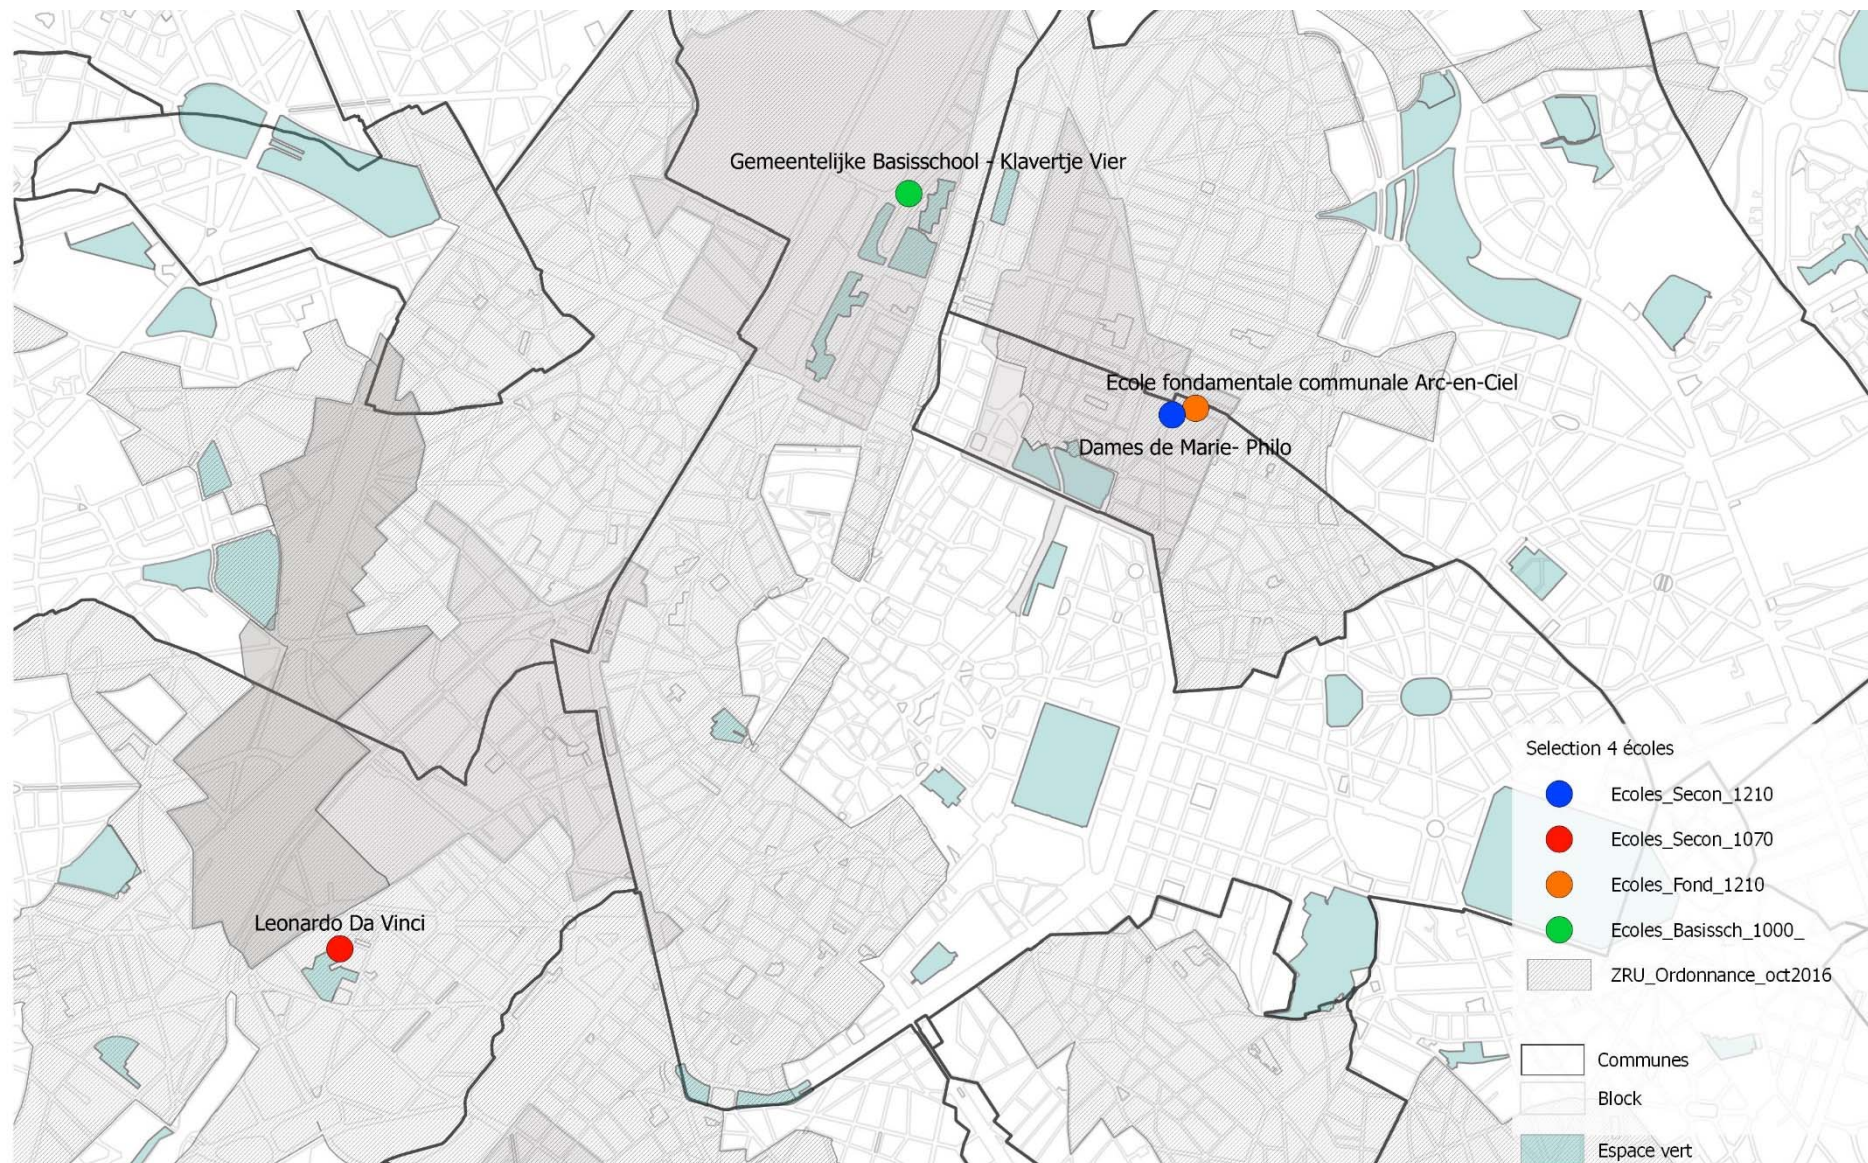 Gemeentelijke Basisschool - Klavertje Vier
Ecole fondamentale communale Arc-en-Ciel
Dames de Marie- Philo
Leonardo Da Vinci
Selection 4 écoles
Ecoles_Secon_1210
Ecoles_Secon_1070
Ecoles_Fond_1210
Ecoles_Basissch_1000_
ZRU_Ordonnance_oct2016
Communes
Block
Espace vert